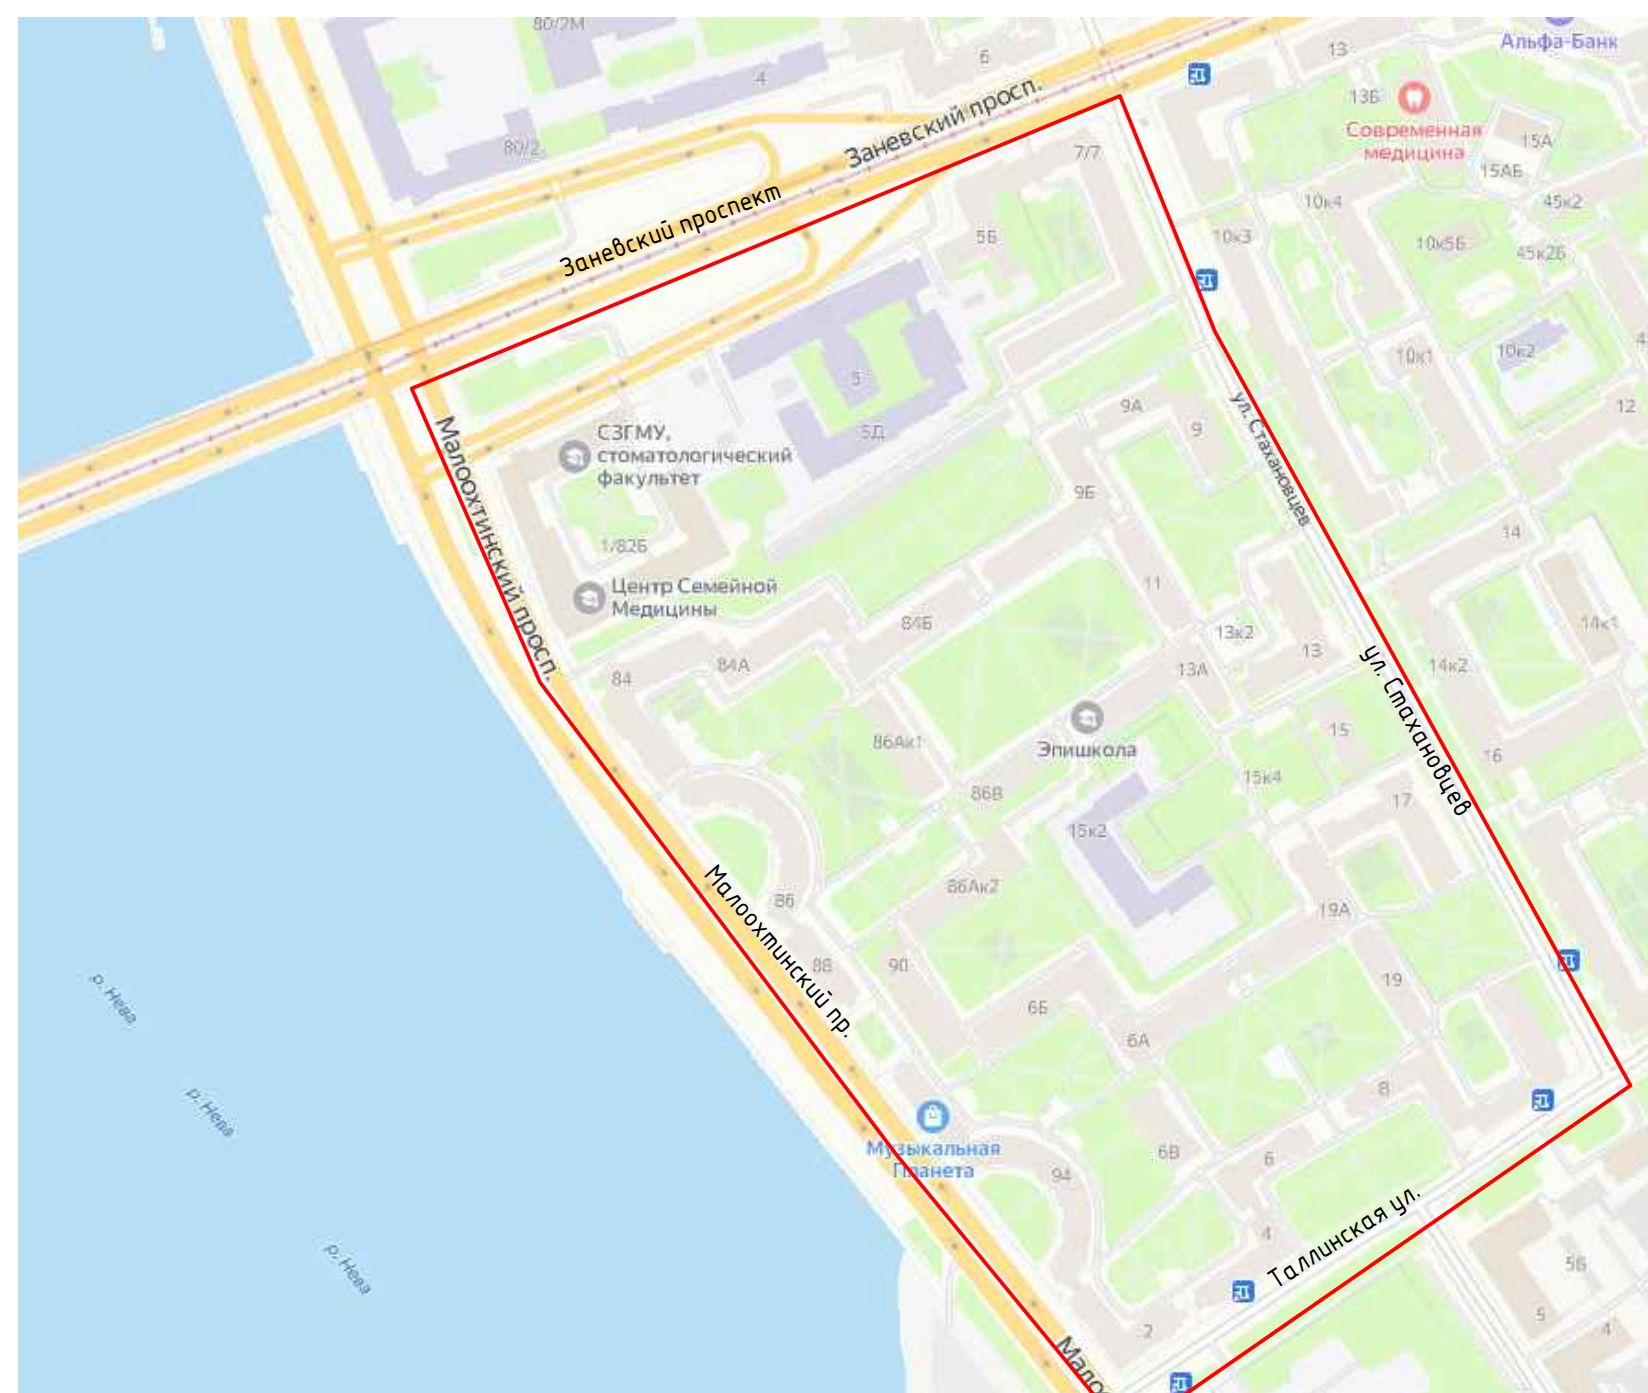 80/2М
6
13
Альфа-Банк
4
13Б
Современная
медицина
15А
15АБ
80/2
Заневский просп.
7/7
Заневский проспект
5Б
10к4
45к2
10к3
10к5Б
45к2Б
10к1
10к2
12
5
5Д
9А
9
ул. Стахановцев
СЗГМУ,
стоматологический
факультет
Малоохтинский просп.
9Б
14
1/82Б
Центр Семейной
Медицины
11
84Б
13к2
13
14к1
84
84А
13А
14к2
ул. Стахановцев
86Ак1
Эпишкола
15
16
15к4
86В
17
15к2
86Ак2
86
19А
Малоохтинский пр.
88
90
19
р. Нева
6Б
6А
8
р. Нева
Музыкальная
Планета
6В
6
94
Таллинская ул.
4
р. Нева
5Б
5
4
2
Мало